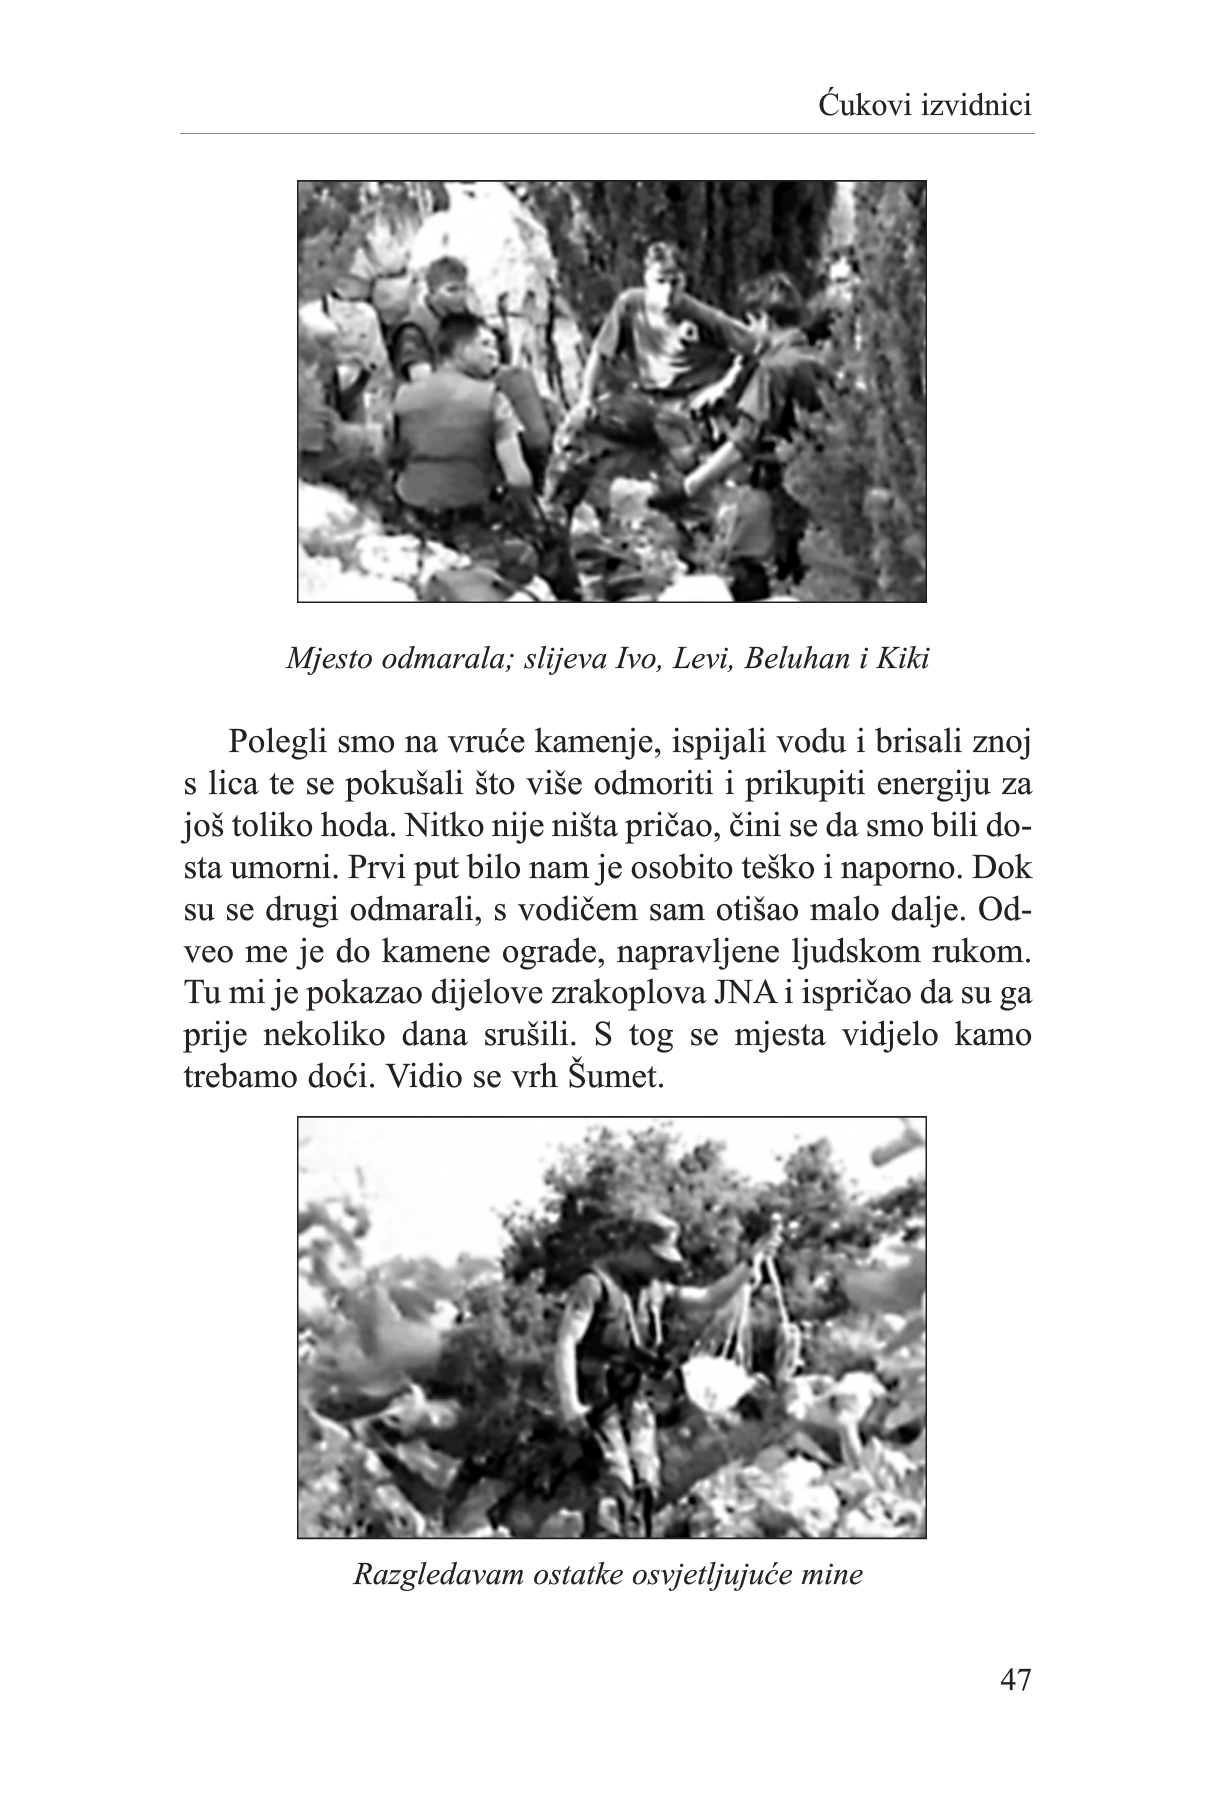 Ćukovi izvidnici
Mjesto odmarala; slijeva Ivo, Levi, Beluhan i Kiki
Polegli smo na vruće kamenje, ispijali vodu i brisali znoj
s lica te se pokušali što više odmoriti i prikupiti energiju za
još toliko hoda. Nitko nije ništa pričao, čini se da smo bili do-
sta umorni. Prvi put bilo nam je osobito teško i naporno. Dok
su se drugi odmarali, s vodičem sam otišao malo dalje. Od-
veo me je do kamene ograde, napravljene ljudskom rukom.
Tu mi je pokazao dijelove zrakoplova JNA i ispričao da su ga
prije nekoliko dana srušili. S tog se mjesta vidjelo kamo
trebamo doći. Vidio se vrh Šumet.
Razgledavam ostatke osvjetljujuće mine
47